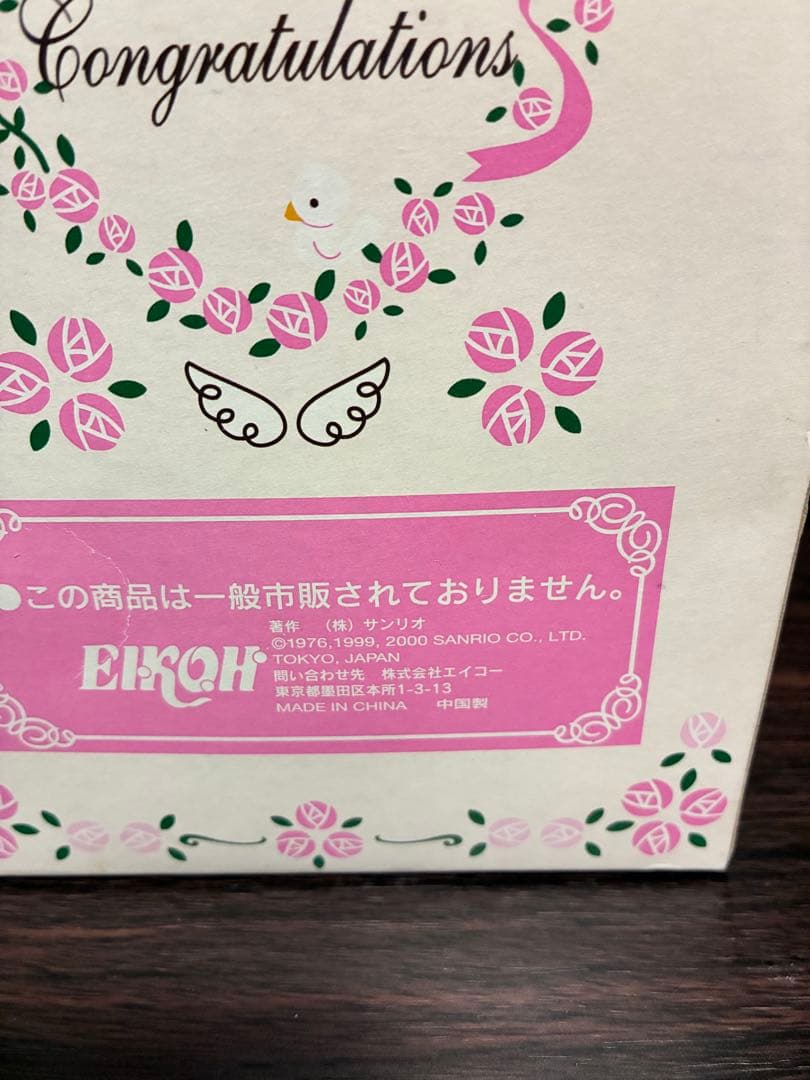 Congratulations
●この商品は一般市販されておりません。
著作 (株)サンリオ
©1976,1999, 2000 SANRIO CO., LTD.
TOKYO, JAPAN
EIKOH
問い合わせ先 株式会社エイコー
東京都墨田区本所1-3-13
MADE IN CHINA 中国製